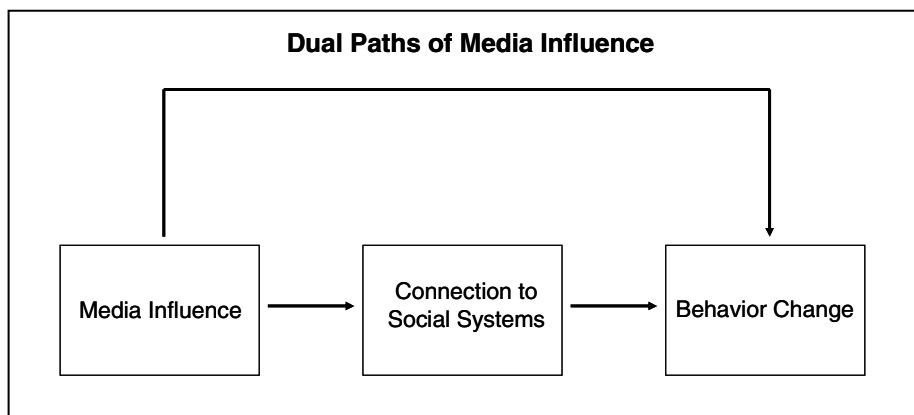 Dual Paths of Media Influence
Media Influence
Connection to
Social Systems
Behavior Change